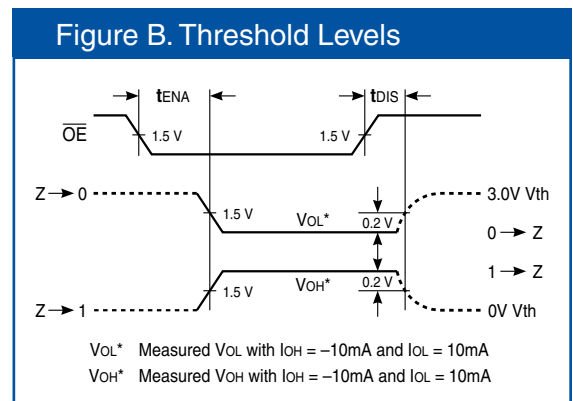 Figure B. Threshold Levels
tENA
tDIS
OE
1.5 V
1.5 V
Z → 0
1.5 V
VOL*
0.2 V
3.0V Vth
0 → Z
1 → Z
Z → 1
1.5 V
VOH*
0.2 V
0V Vth
VOL* Measured VOL with IOH = –10mA and IOL = 10mA
VOH* Measured VOH with IOH = –10mA and IOL = 10mA